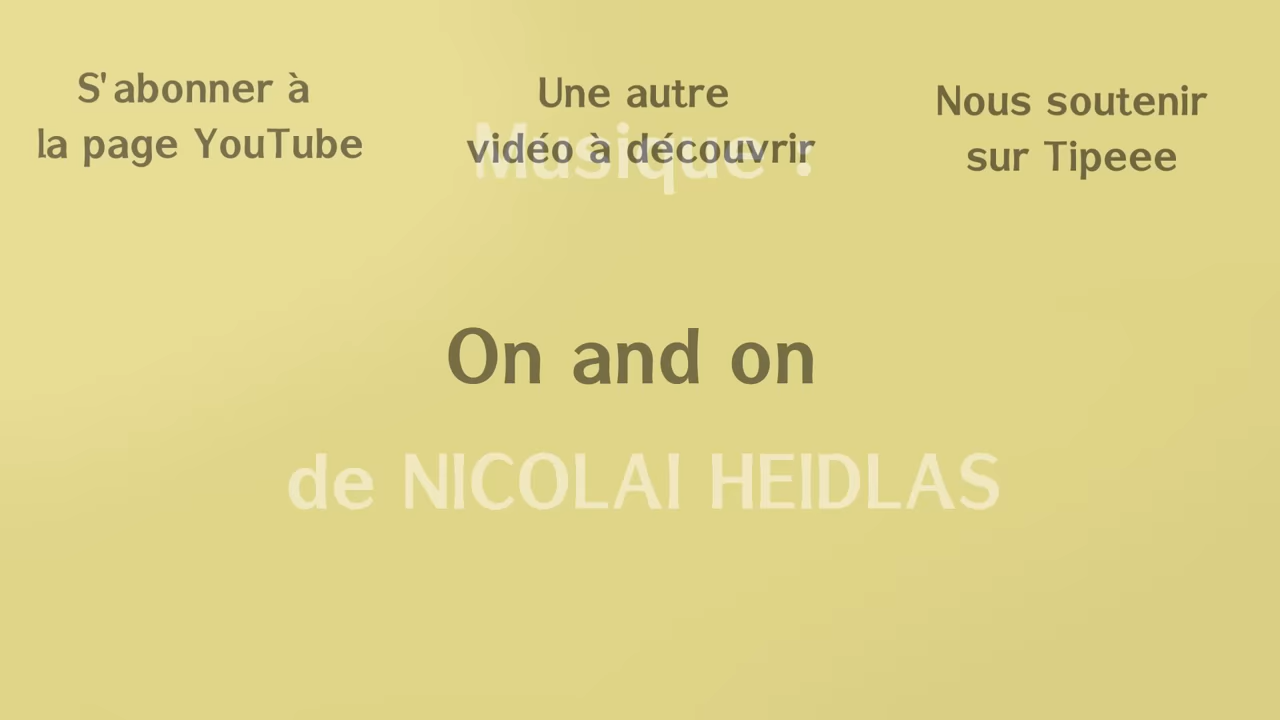 S'abonner à
la page YouTube
Une autre
vidéo à découvrir
Nous soutenir
sur Tipeee
Musique :
On and on
de NICOLAI HEIDLAS